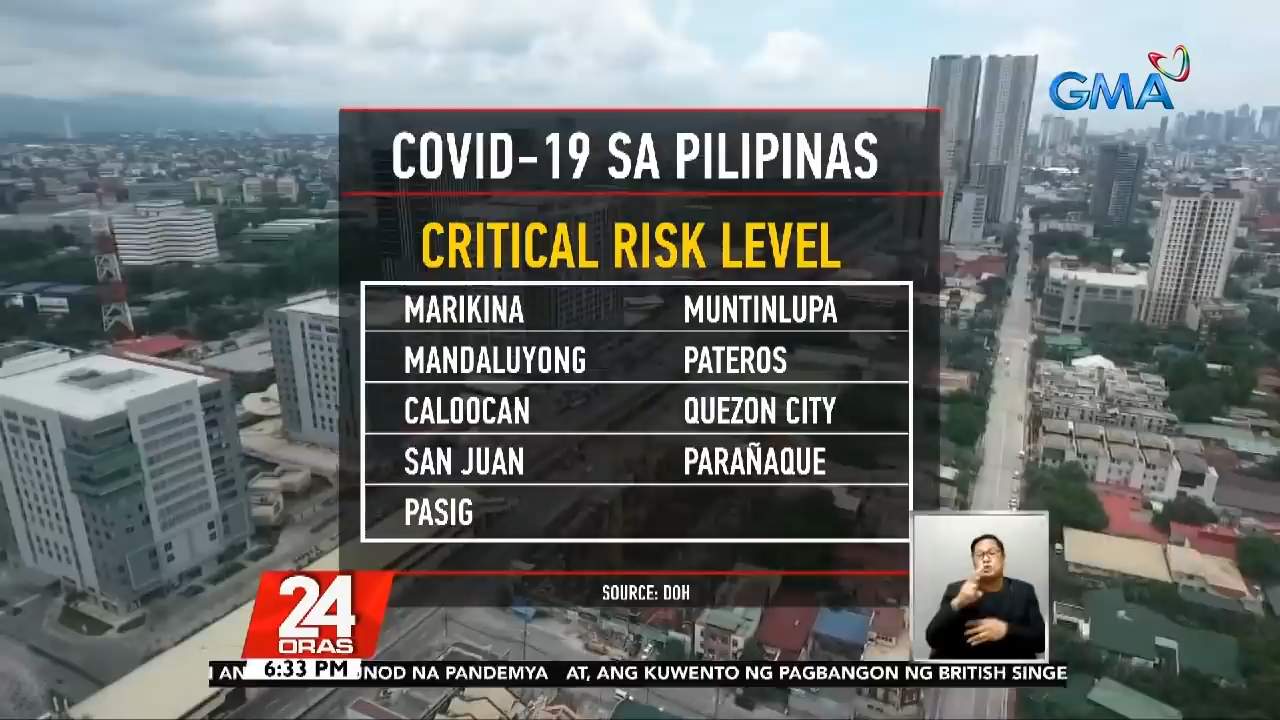 GMA
COVID-19 SA PILIPINAS
CRITICAL RISK LEVEL
MARIKINA MUNTINLUPA
MANDALUYONG PATEROS
CALOOCAN QUEZON CITY
SAN JUAN PARAÑAQUE
PASIG
SOURCE: DOH
24
ORAS
6:33 PM NA PANDEMYA AT, ANG KUWENTO NG PAGBANGON NG BRITISH